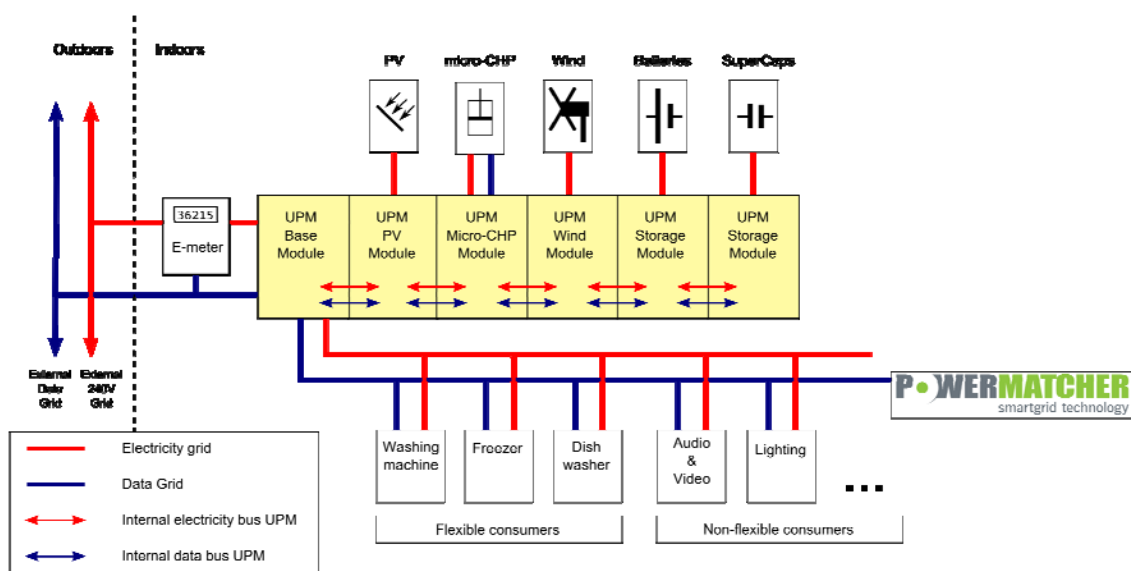 Outdoors
Indoors
PV
micro-CHP
Wind
Batteries
SuperCaps
36215
E-meter
UPM
Base
Module
UPM
PV
Module
UPM
Micro-CHP
Module
UPM
Wind
Module
UPM
Storage
Module
UPM
Storage
Module
External
Data
Grid
External
240V
Grid
POWERMATCHER
smartgrid technology
Washing
machine
Freezer
Dish
washer
Audio
&
Video
Lighting
...
Flexible consumers
Non-flexible consumers
Electricity grid
Data Grid
Internal electricity bus UPM
Internal data bus UPM